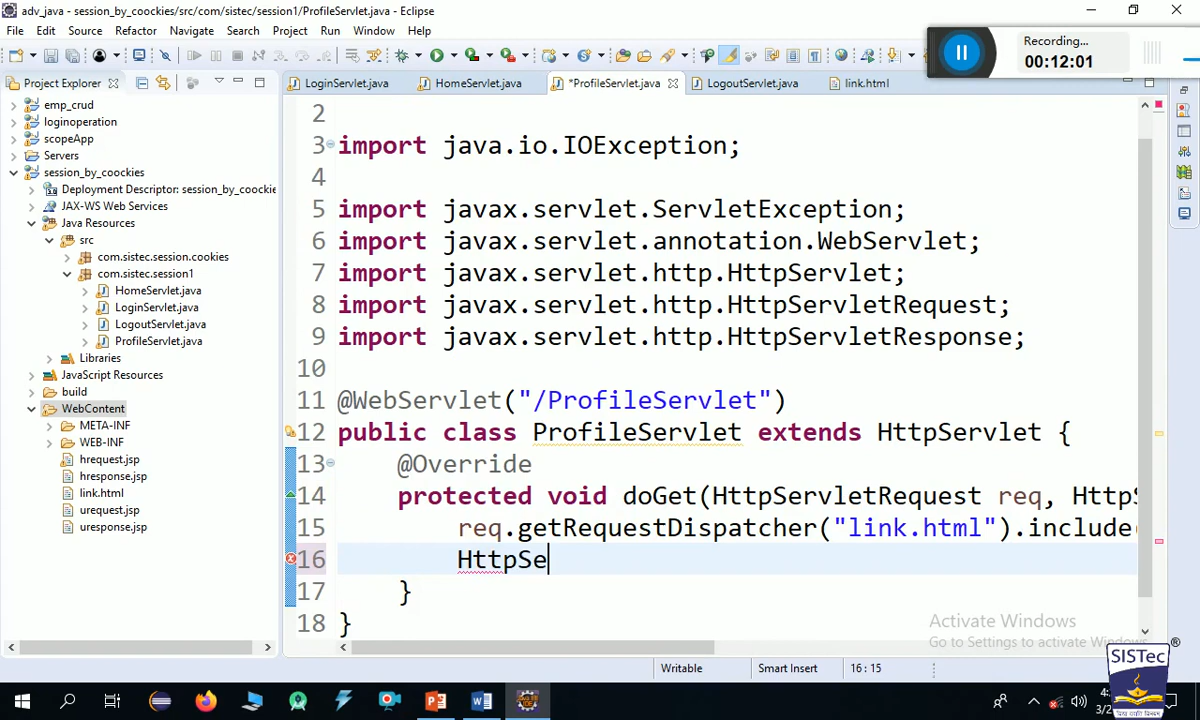 adv_java - session_by_coockies/src/com/sistec/session1/ProfileServlet.java - Eclipse
File Edit Source Refactor Navigate Search Project Run Window Help
Recording...
00:12:01
Project Explorer
LoginServlet.java HomeServlet.java *ProfileServlet.java LogoutServlet.java link.html
emp_crud
loginoperation
scopeApp
Servers
session_by_coockies
Deployment Descriptor: session_by_coockie
JAX-WS Web Services
Java Resources
src
com.sistec.session.cookies
com.sistec.session1
HomeServlet.java
LoginServlet.java
LogoutServlet.java
ProfileServlet.java
Libraries
JavaScript Resources
build
WebContent
META-INF
WEB-INF
hrequest.jsp
hresponse.jsp
link.html
urequest.jsp
uresponse.jsp
2
3 import java.io.IOException;
4
5 import javax.servlet.ServletException;
6 import javax.servlet.annotation.WebServlet;
7 import javax.servlet.http.HttpServlet;
8 import javax.servlet.http.HttpServletRequest;
9 import javax.servlet.http.HttpServletResponse;
10
11 @WebServlet("/ProfileServlet")
12 public class ProfileServlet extends HttpServlet {
13 @Override
14 protected void doGet(HttpServletRequest req, HttpS
15 req.getRequestDispatcher("link.html").include(
16 HttpSe
17 }
18 }
Activate Windows
Go to Settings to activate Windows.
SISTec
®
Writable Smart Insert 16 : 15